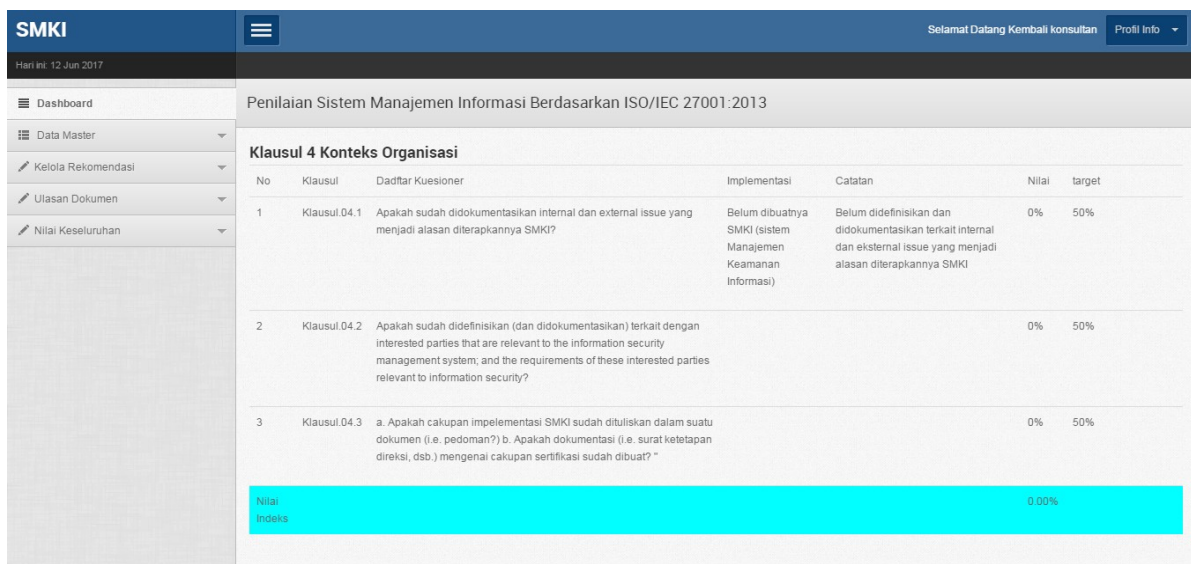 SMKI
Selamat Datang Kembali konsultan
Profil Info
Hari ini: 12 Jun 2017
Dashboard
Data Master
Kelola Rekomendasi
Ulasan Dokumen
Nilai Keseluruhan
Penilaian Sistem Manajemen Informasi Berdasarkan ISO/IEC 27001:2013
Klausul 4 Konteks Organisasi
No Klausul Dadftar Kuesioner Implementasi Catatan Nilai target
1 Klausul.04.1 Apakah sudah didokumentasikan internal dan external issue yang
menjadi alasan diterapkannya SMKI?
Belum dibuatnya
SMKI (sistem
Manajemen
Keamanan
Informasi)
Belum didefinisikan dan
didokumentasikan terkait internal
dan eksternal issue yang menjadi
alasan diterapkannya SMKI
0% 50%
2 Klausul.04.2 Apakah sudah didefinisikan (dan didokumentasikan) terkait dengan
interested parties that are relevant to the information security
management system; and the requirements of these interested parties
relevant to information security?
0% 50%
3 Klausul.04.3 a. Apakah cakupan impelementasi SMKI sudah dituliskan dalam suatu
dokumen (i.e. pedoman?) b. Apakah dokumentasi (i.e. surat ketetapan
direksi, dsb.) mengenai cakupan sertifikasi sudah dibuat? "
0% 50%
Nilai
Indeks
0.00%